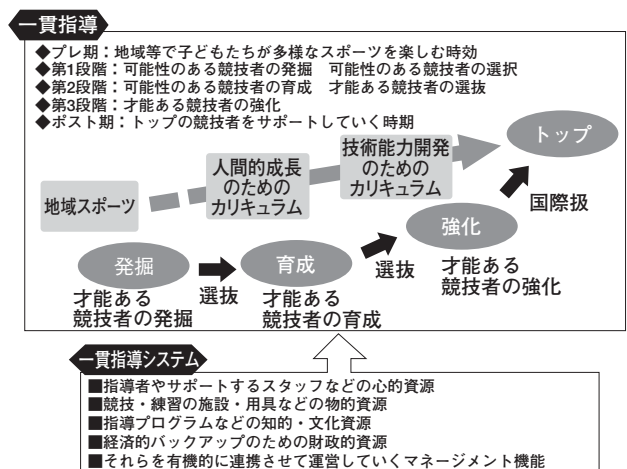 一貫指導
◆プレ期：地域等で子どもたちが多様なスポーツを楽しむ時効
◆第1段階：可能性のある競技者の発掘　可能性のある競技者の選択
◆第2段階：可能性のある競技者の育成　才能ある競技者の選抜
◆第3段階：才能ある競技者の強化
◆ポスト期：トップの競技者をサポートしていく時期
トップ
技術能力開発
のための
カリキュラム
人間的成長
のための
カリキュラム
地域スポーツ
国際扱
強化
才能ある
競技者の強化
選抜
育成
才能ある
競技者の育成
選抜
発掘
才能ある
競技者の発掘
一貫指導システム
■指導者やサポートするスタッフなどの心的資源
■競技・練習の施設・用具などの物的資源
■指導プログラムなどの知的・文化資源
■経済的バックアップのための財政的資源
■それらを有機的に連携させて運営していくマネージメント機能